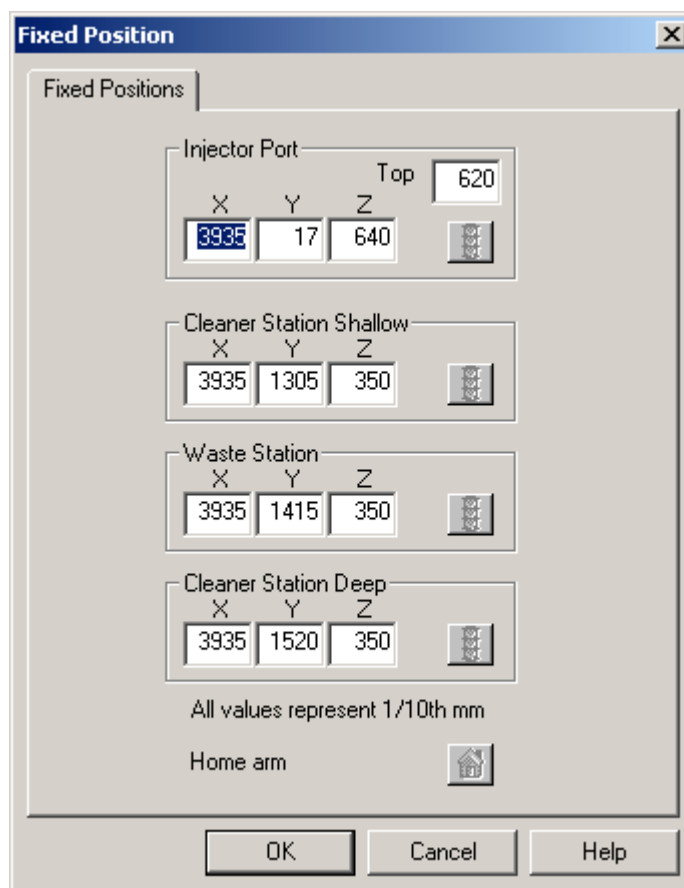 Fixed Position
Fixed Positions
Injector Port
Top 620
X Y Z
3935 17 640
Cleaner Station Shallow
X Y Z
3935 1305 350
Waste Station
X Y Z
3935 1415 350
Cleaner Station Deep
X Y Z
3935 1520 350
All values represent 1/10th mm
Home arm
OK Cancel Help